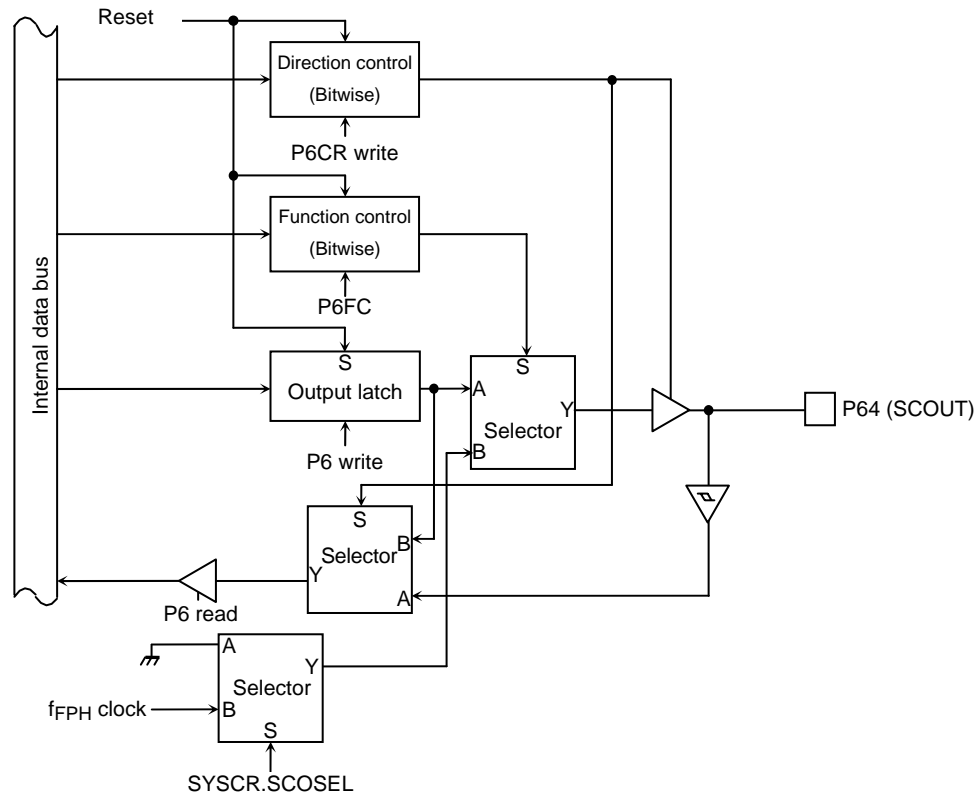 Reset
Direction control
(Bitwise)
P6CR write
Function control
(Bitwise)
P6FC
Internal data bus
S
Output latch
P6 write
S
A
Y
Selector
B
P64 (SCOUT)
S
B
Selector
Y
A
P6 read
A
Y
Selector
fFPH clock
B
S
SYSCR.SCOSEL